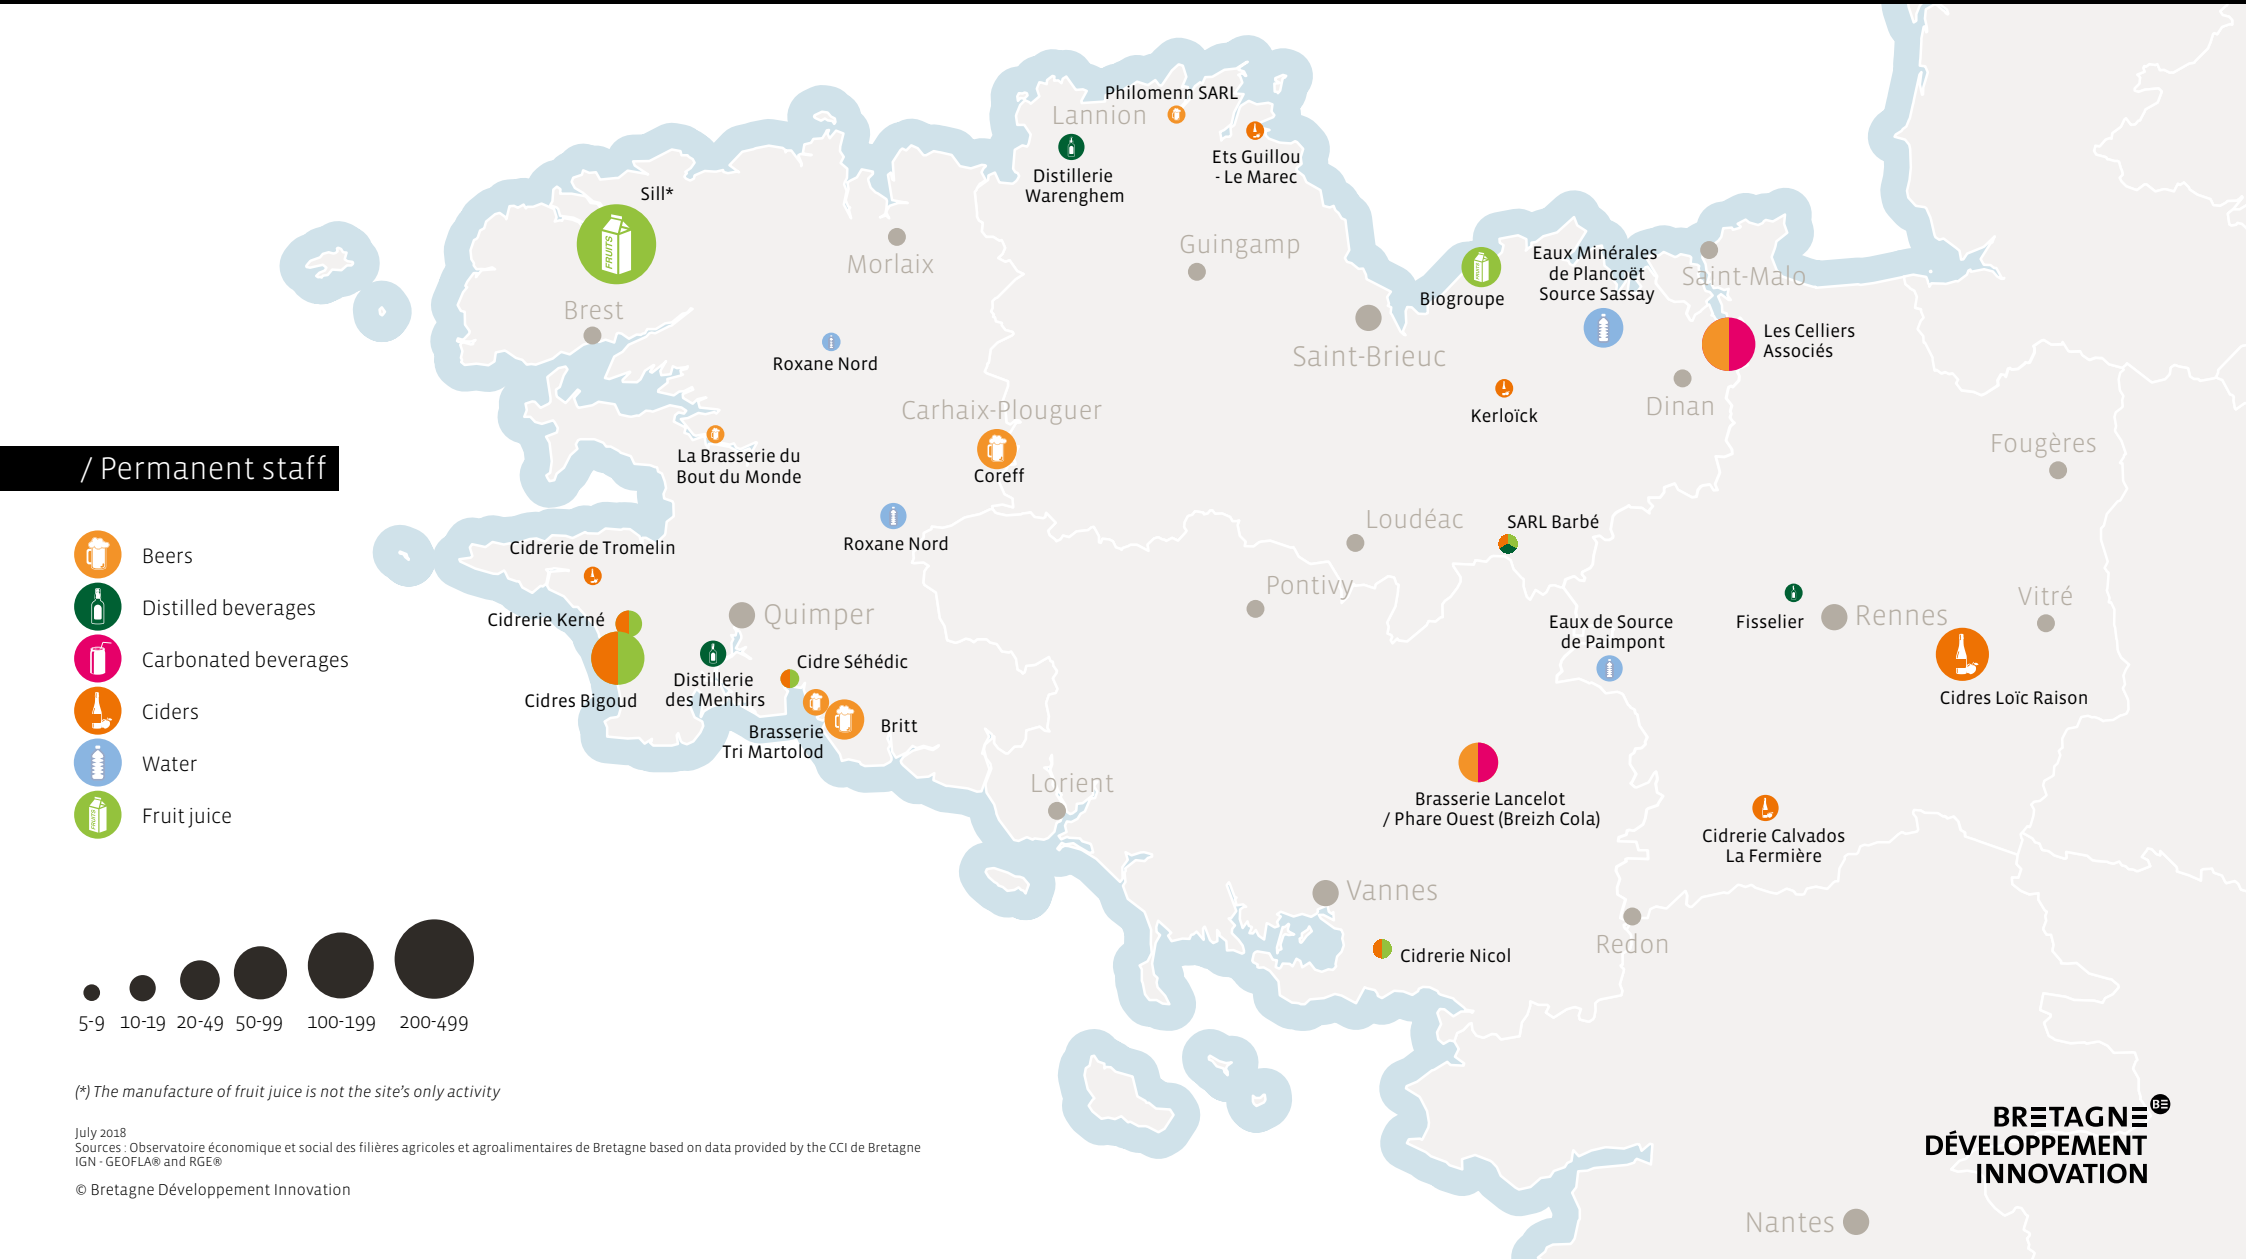 Philomenn SARL
Lannion
Ets Guillou
- Le Marec
Distillerie
Warenghem
Sill*
FRUITS
Morlaix
Guingamp
Eaux Minérales
de Plancoët
Source Sassay
Saint-Malo
Biogroupe
Brest
Les Celliers
Associés
Roxane Nord
Saint-Brieuc
Carhaix-Plouguer
Kerloïck
Dinan
Fougères
La Brasserie du
Bout du Monde
Coreff
/ Permanent staff
Beers
Distilled beverages
Carbonated beverages
Ciders
Water
FRUITS
Fruit juice
Loudéac
SARL Barbé
Cidrerie de Tromelin
Roxane Nord
Pontivy
Vitré
Cidrerie Kerné
Quimper
Eaux de Source
de Paimpont
Fisselier
Rennes
Cidre Séhédic
Distillerie
des Menhirs
Cidres Bigoud
Cidres Loïc Raison
Britt
Brasserie
Tri Martolod
Lorient
Brasserie Lancelot
/ Phare Ouest (Breizh Cola)
Cidrerie Calvados
La Fermière
Vannes
Redon
Cidrerie Nicol
5-9 10-19 20-49 50-99 100-199 200-499
(*) The manufacture of fruit juice is not the site's only activity
July 2018
Sources : Observatoire économique et social des filières agricoles et agroalimentaires de Bretagne based on data provided by the CCI de Bretagne
IGN - GEOFLA® and RGE®
© Bretagne Développement Innovation
BRETAGNE
BE
DÉVELOPPEMENT
INNOVATION
Nantes